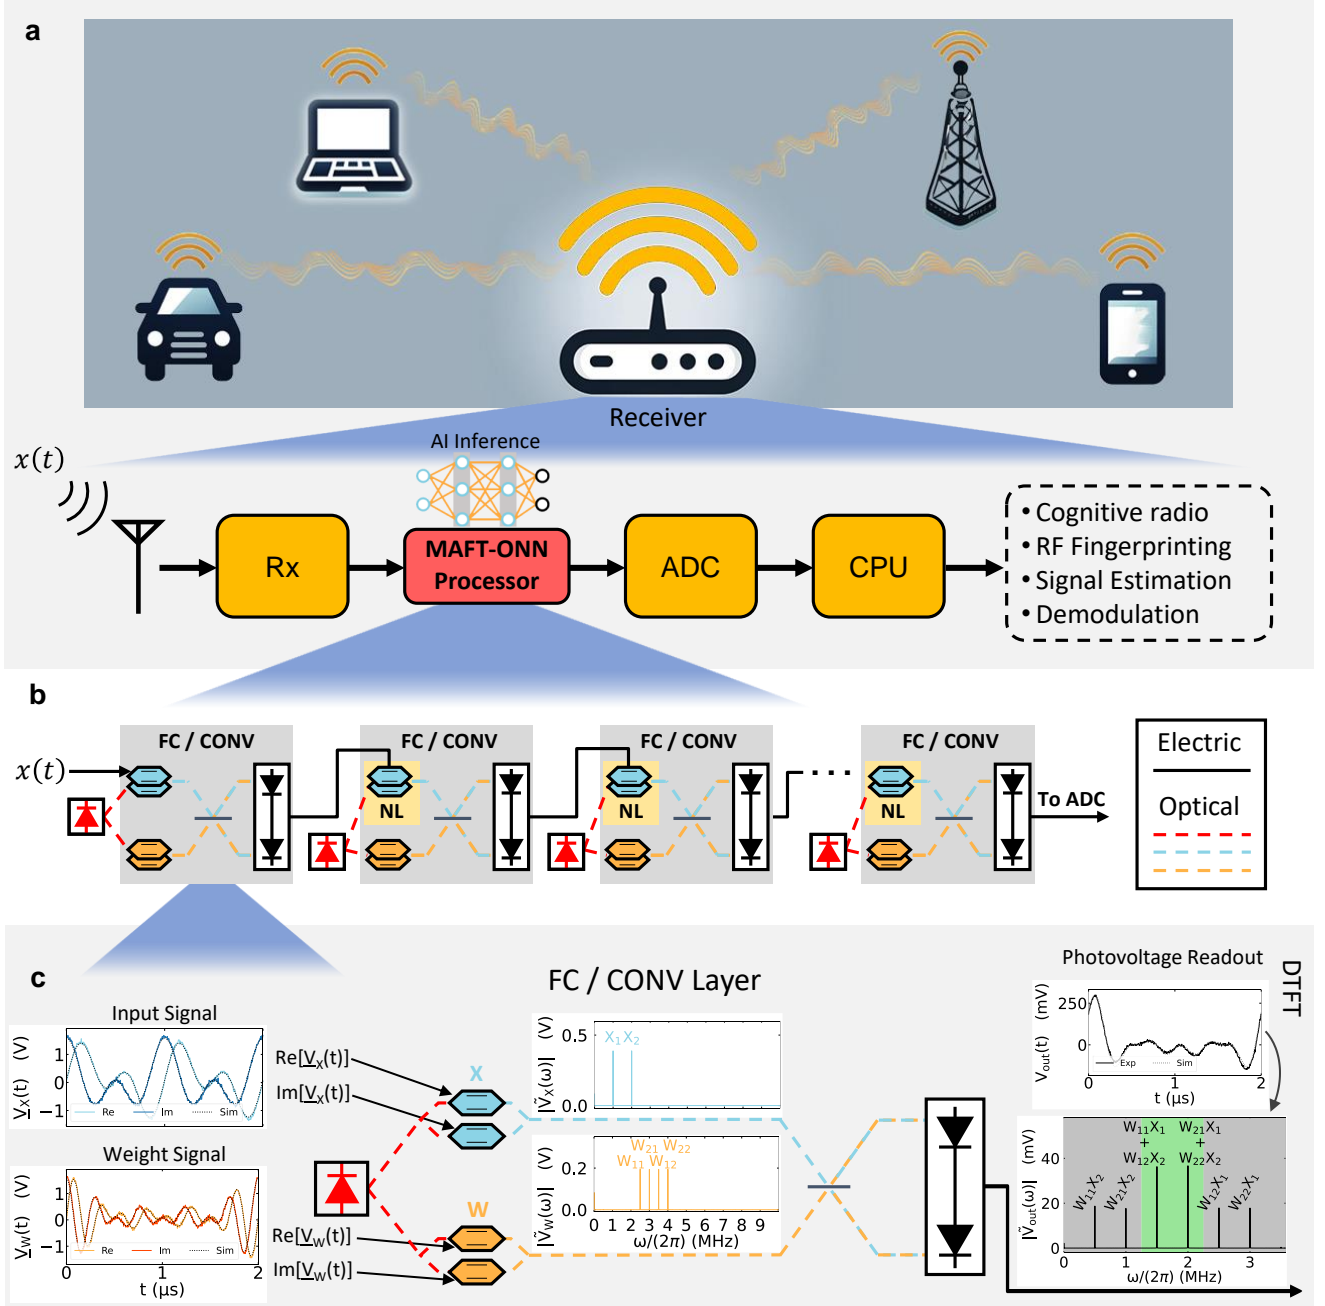 a
Receiver
x(t)
AI Inference
Rx
MAFT-ONN
Processor
ADC
CPU
• Cognitive radio
• RF Fingerprinting
• Signal Estimation
• Demodulation
b
FC / CONV
FC / CONV
FC / CONV
FC / CONV
x(t)
NL
NL
NL
To ADC
Electric
Optical
c
FC / CONV Layer
Input Signal
V_X(t) (V)
1
0
−1
Re
Im
Sim
Weight Signal
V_W(t) (V)
1
0
−1
Re
Im
Sim
0
1
2
t (μs)
Re[V_X(t)]
Im[V_X(t)]
X
Re[V_W(t)]
Im[V_W(t)]
W
|Ṽ_X(ω)| (V)
0.5
0.0
X₁ X₂
|Ṽ_W(ω)| (V)
0.2
0.0
W₂₁ W₂₂
W₁₁ W₁₂
0 1 2 3 4 5 6 7 8 9
ω/(2π) (MHz)
Photovoltage Readout
V_out(t) (mV)
250
0
Exp
Sim
0
1
2
t (μs)
DTFT
|Ṽ_out(ω)| (mV)
40
20
0
W₁₁X₂
W₂₁X₂
W₁₁X₁
+
W₁₂X₂
W₂₁X₁
+
W₂₂X₂
W₁₂X₁
W₂₂X₁
0 1 2 3
ω/(2π) (MHz)